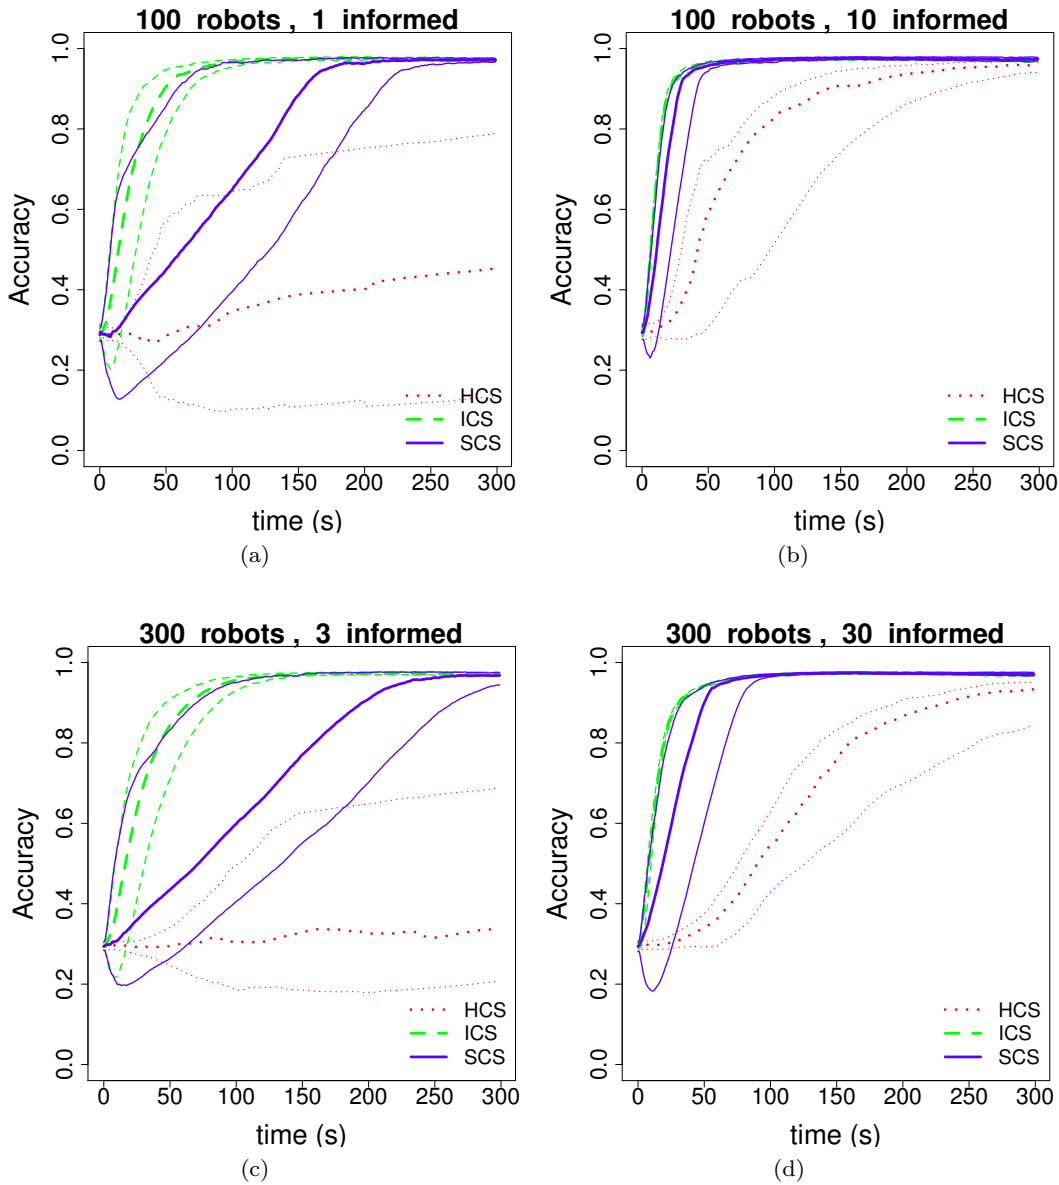 100 robots , 1 informed
Accuracy
1.0
0.8
0.6
0.4
0.2
0.0
HCS
ICS
SCS
0 50 100 150 200 250 300
time (s)
(a)
100 robots , 10 informed
Accuracy
1.0
0.8
0.6
0.4
0.2
0.0
HCS
ICS
SCS
0 50 100 150 200 250 300
time (s)
(b)
300 robots , 3 informed
Accuracy
1.0
0.8
0.6
0.4
0.2
0.0
HCS
ICS
SCS
0 50 100 150 200 250 300
time (s)
(c)
300 robots , 30 informed
Accuracy
1.0
0.8
0.6
0.4
0.2
0.0
HCS
ICS
SCS
0 50 100 150 200 250 300
time (s)
(d)